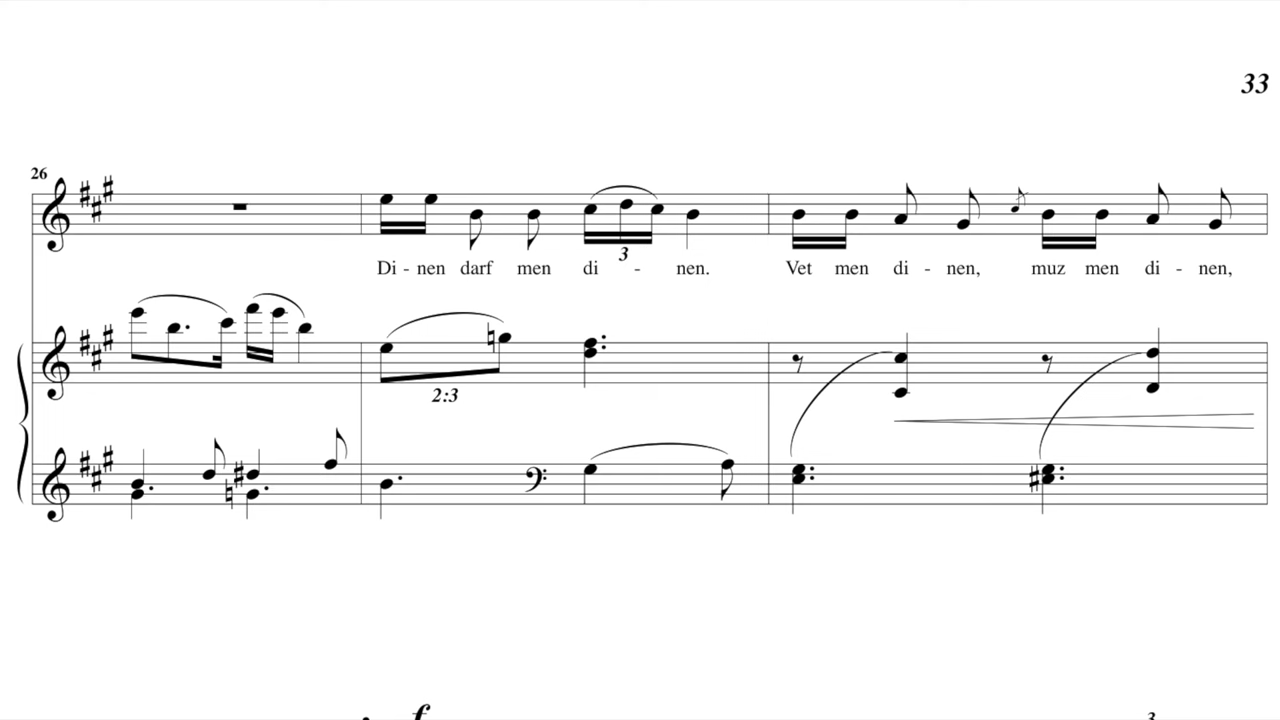 33
26
Di - nen darf men di - nen. Vet men di - nen, muz men di - nen,
3
2:3
f
3